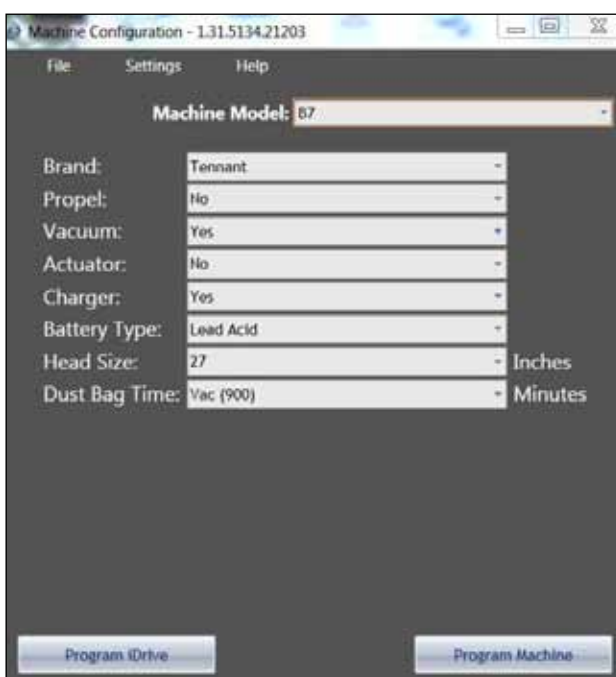 Machine Configuration - 1.31.5134.21203
File Settings Help
Machine Model: B7
Brand: Tennant
Propel: No
Vacuum: Yes
Actuator: No
Charger: Yes
Battery Type: Lead Acid
Head Size: 27 Inches
Dust Bag Time: Vac (900) Minutes
Program iDrive Program Machine